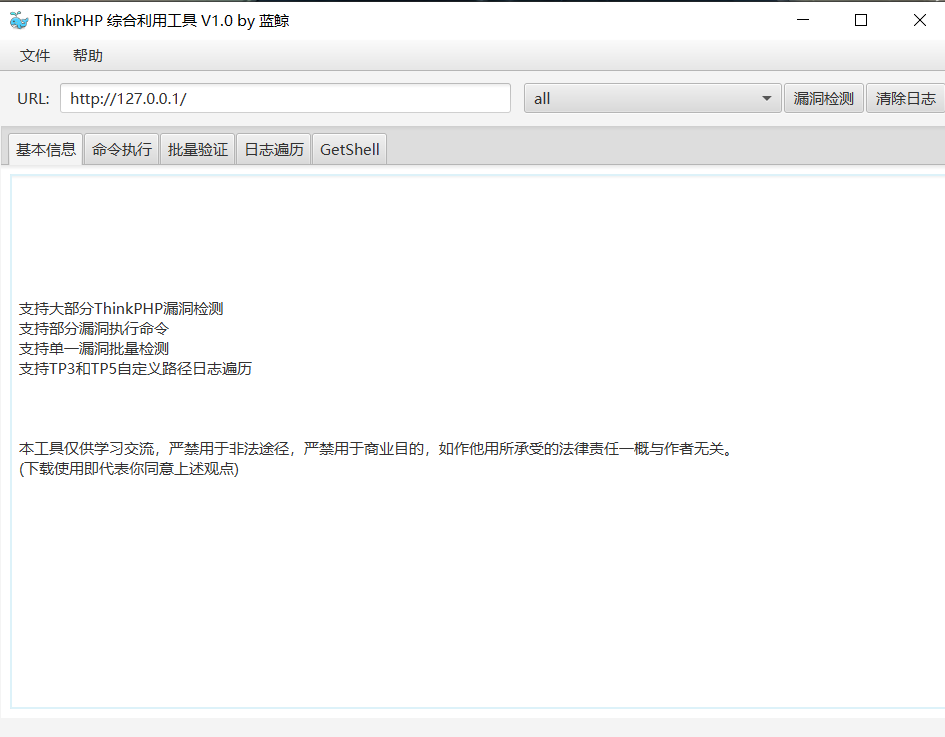 ThinkPHP 综合利用工具 V1.0 by 蓝鲸
文件 帮助
URL: http://127.0.0.1/ all 漏洞检测 清除日志
基本信息 命令执行 批量验证 日志遍历 GetShell
支持大部分ThinkPHP漏洞检测
支持部分漏洞执行命令
支持单一漏洞批量检测
支持TP3和TP5自定义路径日志遍历
本工具仅供学习交流，严禁用于非法途径，严禁用于商业目的，如作他用所承受的法律责任一概与作者无关。
(下载使用即代表你同意上述观点)